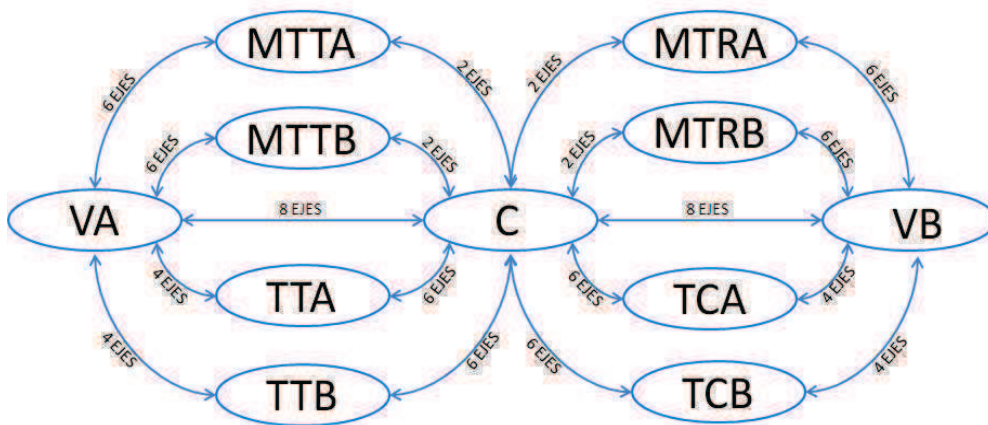 MTTA
MTRA
6 EJES
2 EJES
2 EJES
6 EJES
MTTB
MTRB
6 EJES
2 EJES
2 EJES
6 EJES
VA
8 EJES
C
8 EJES
VB
4 EJES
6 EJES
6 EJES
4 EJES
TTA
TCA
4 EJES
6 EJES
6 EJES
4 EJES
TTB
TCB